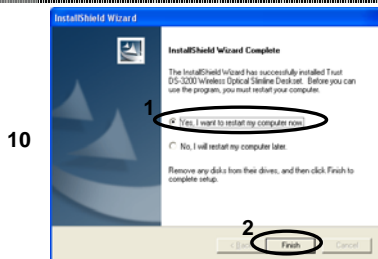 InstallShield Wizard
InstallShield Wizard Complete
The InstallShield Wizard has successfully installed Trust
DS-3200 Wireless Optical Slimline Deskset. Before you can
use the program, you must restart your computer.
1
Yes, I want to restart my computer now.
No, I will restart my computer later.
10
Remove any disks from their drives, and then click Finish to
complete setup.
2
< Back
Finish
Cancel